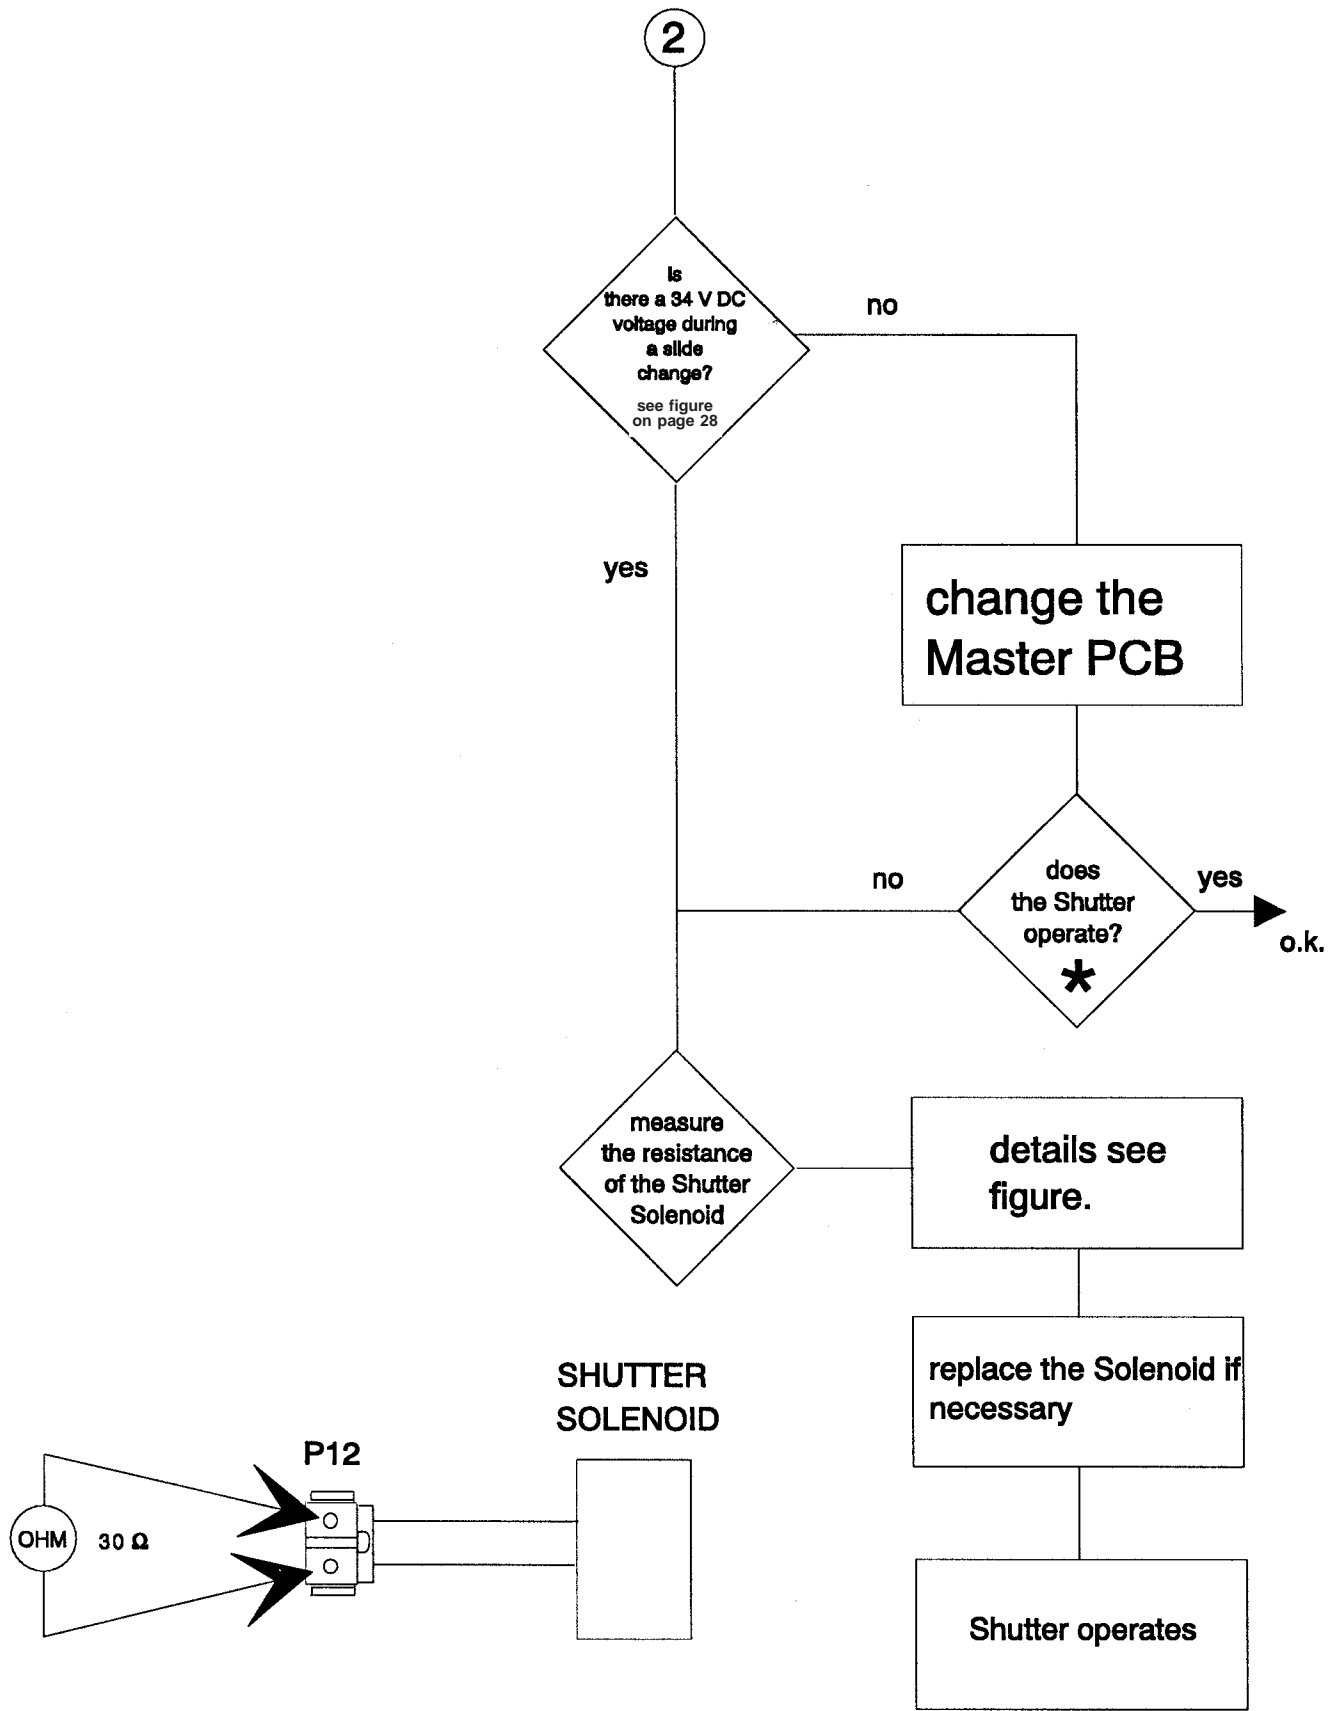 2
Is
there a 34 V DC
voltage during
a slide
change?
see figure
on page 28
no
yes
change the
Master PCB
no
does
the Shutter
operate?
*
yes
o.k.
measure
the resistance
of the Shutter
Solenoid
details see
figure.
replace the Solenoid if
necessary
SHUTTER
SOLENOID
P12
OHM
30 Ω
Shutter operates